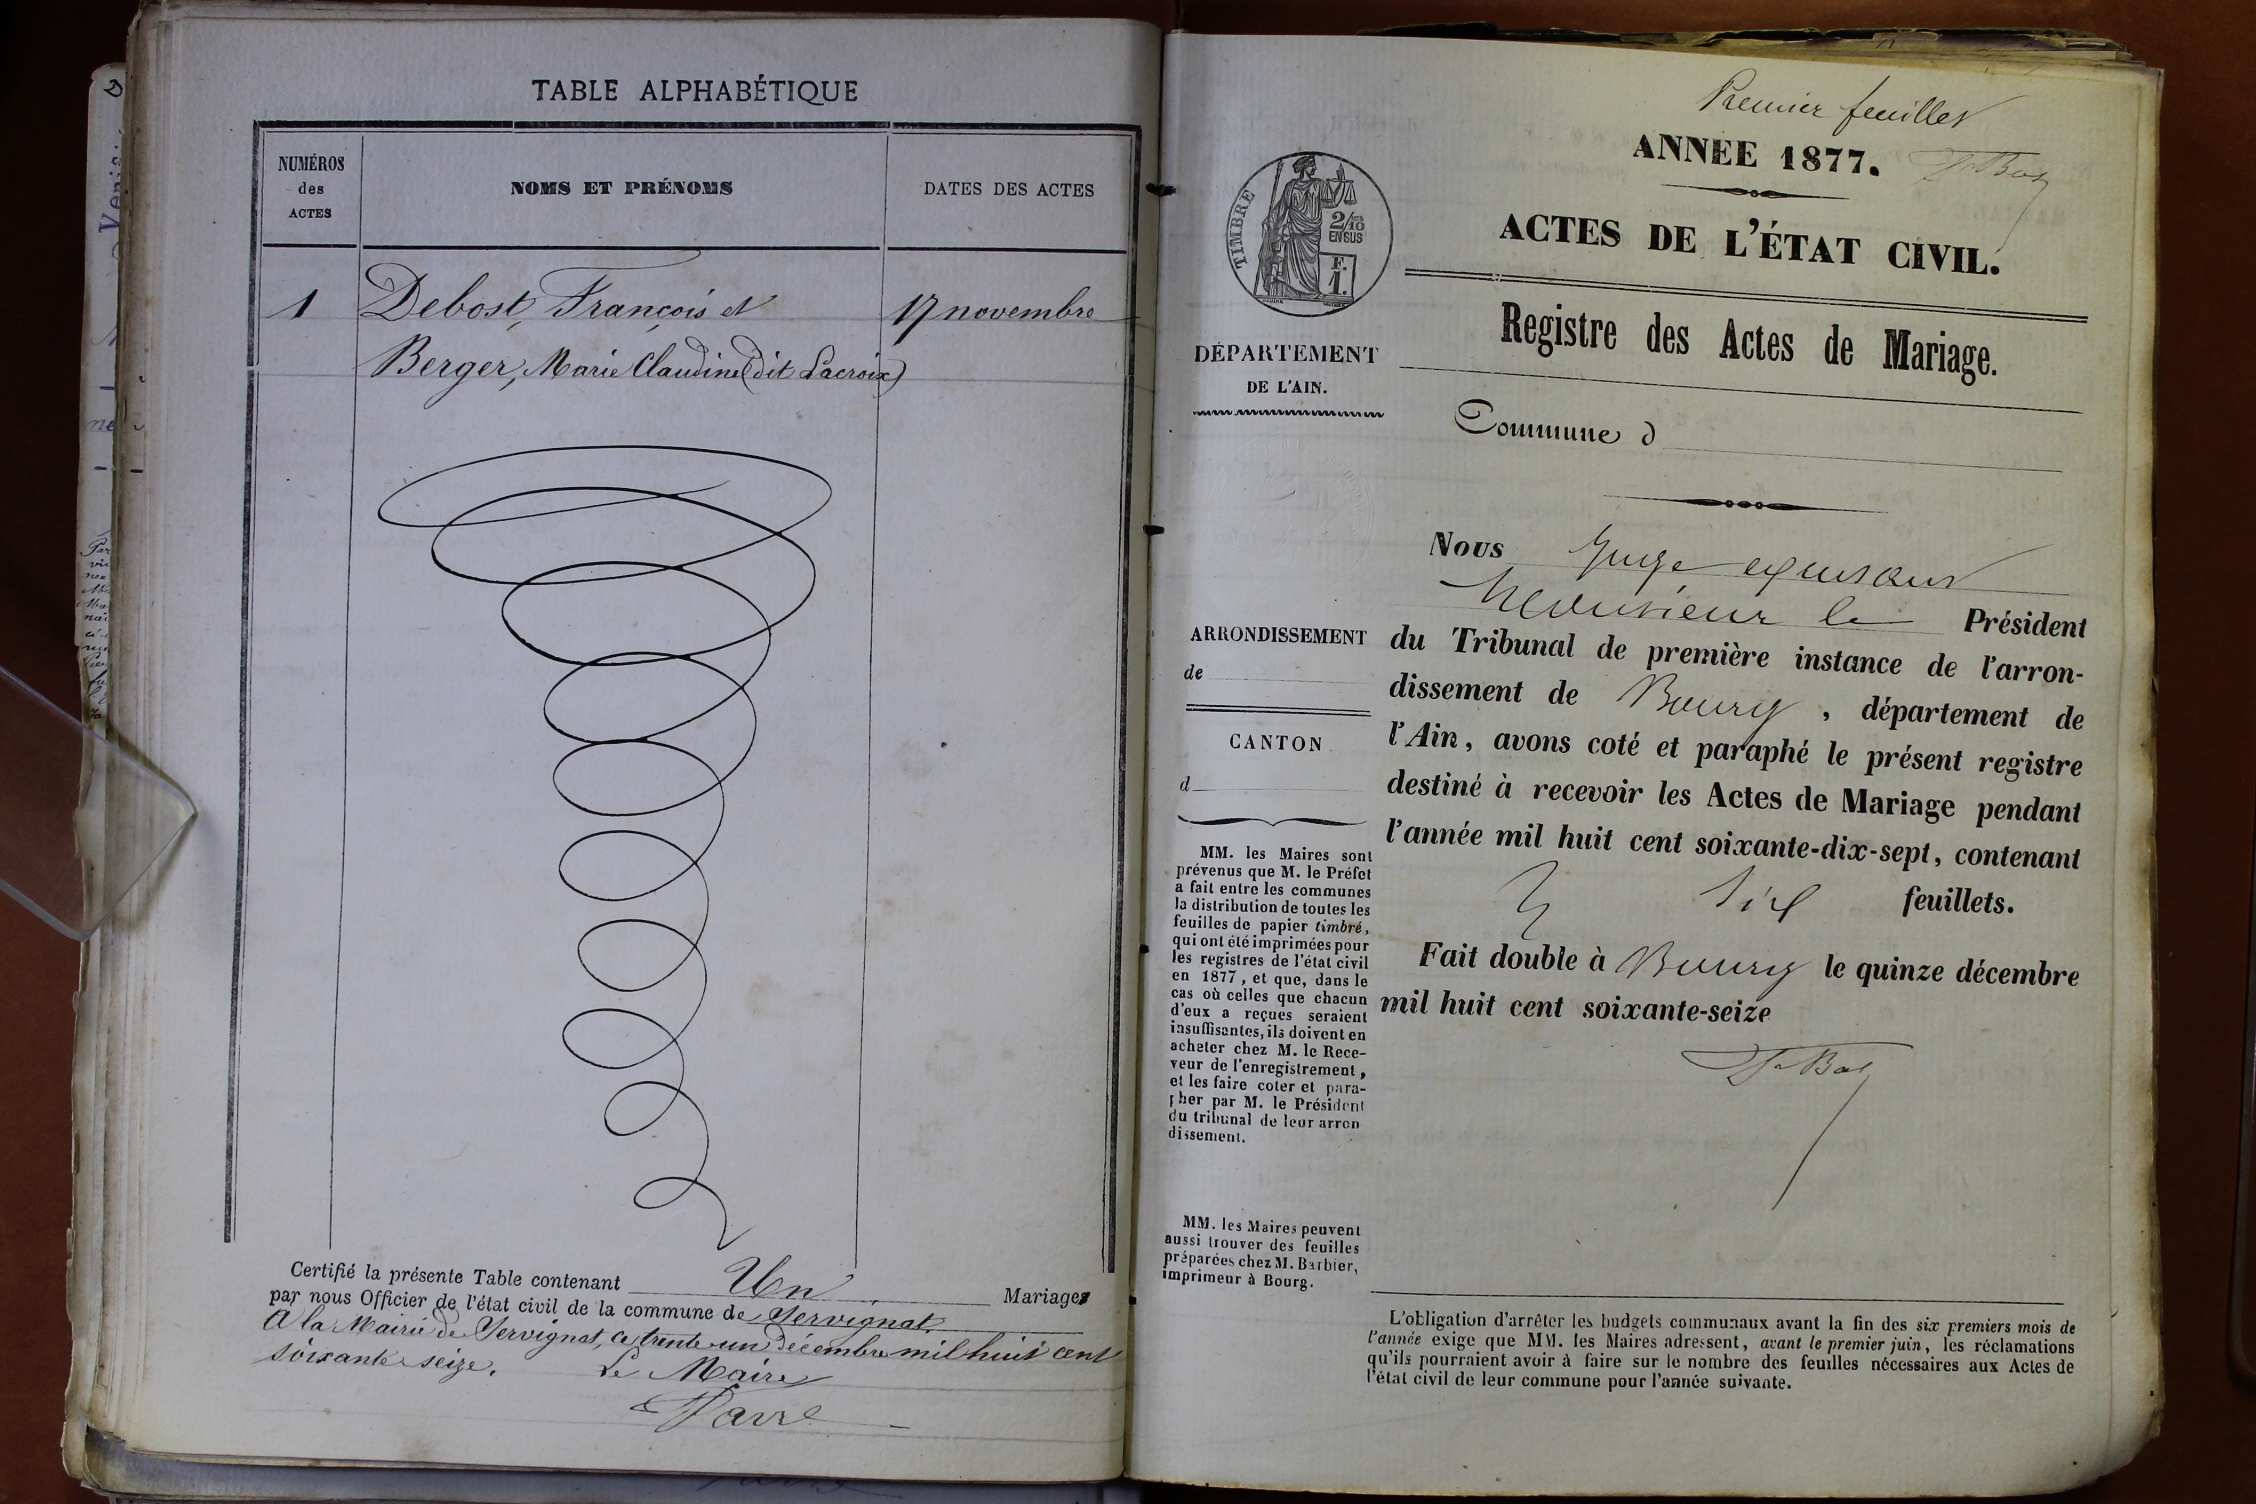 TABLE ALPHABÉTIQUE
NUMÉROS
des
ACTES
NOMS ET PRÉNOMS
DATES DES ACTES
1
Debost, François et
17 novembre
Berger, Marie Claudine (dit Lacroix)
Certifié la présente Table contenant Un Mariages
par nous Officier de l'état civil de la commune de Servignat.
A la Mairie de Servignat, ce trente un décembre mil huit cent
soixante seize.
Le Maire
Premier feuillet
ANNÉE 1877.
ACTES DE L'ÉTAT CIVIL.
TIMBRE
2/10
EN SUS
F.
1.
Registre des Actes de Mariage.
DÉPARTEMENT
DE L'AIN.
Commune d
Nous Juge exposant
Monsieur le Président
du Tribunal de première instance de l'arron-
dissement de Bourg, département de
l'Ain, avons coté et paraphé le présent registre
destiné à recevoir les Actes de Mariage pendant
l'année mil huit cent soixante-dix-sept, contenant
six feuillets.
Fait double à Bourg le quinze décembre
mil huit cent soixante-seize
ARRONDISSEMENT
de
CANTON
d
MM. les Maires sont
prévenus que M. le Préfet
a fait entre les communes
la distribution de toutes les
feuilles de papier timbré,
qui ont été imprimées pour
les registres de l'état civil
en 1877, et que, dans le
cas où celles que chacun
d'eux a reçues seraient
insuffisantes, ils doivent en
acheter chez M. le Rece-
veur de l'enregistrement,
et les faire coter et para-
pher par M. le Président
du tribunal de leur arron
dissement.
MM. les Maires peuvent
aussi trouver des feuilles
préparées chez M. Barbier,
imprimeur à Bourg.
L'obligation d'arrêter les budgets communaux avant la fin des six premiers mois de
l'année exige que MM. les Maires adressent, avant le premier juin, les réclamations
qu'ils pourraient avoir à faire sur le nombre des feuilles nécessaires aux Actes de
l'état civil de leur commune pour l'année suivante.